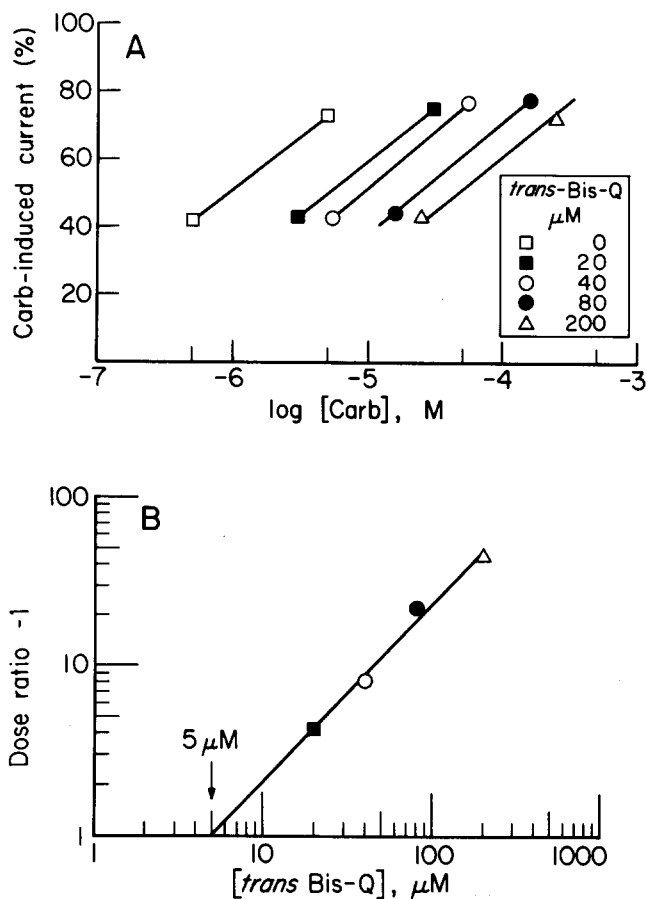 A
Carb-induced current (%)
100
80
60
40
20
-7
-6
-5
-4
-3
log [Carb], M
trans-Bis-Q
μM
0
20
40
80
200
B
Dose ratio -1
100
10
1
5 μM
1
10
100
1000
[trans Bis-Q], μM